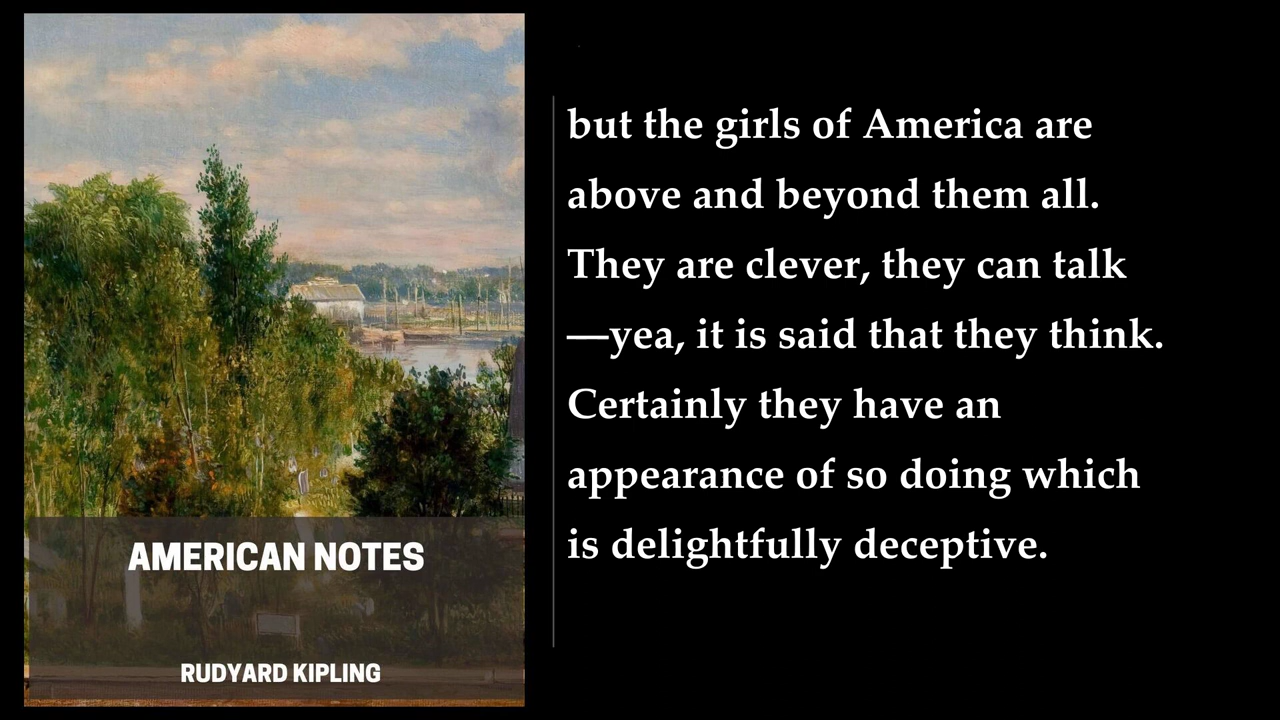 AMERICAN NOTES
RUDYARD KIPLING
but the girls of America are
above and beyond them all.
They are clever, they can talk
—yea, it is said that they think.
Certainly they have an
appearance of so doing which
is delightfully deceptive.